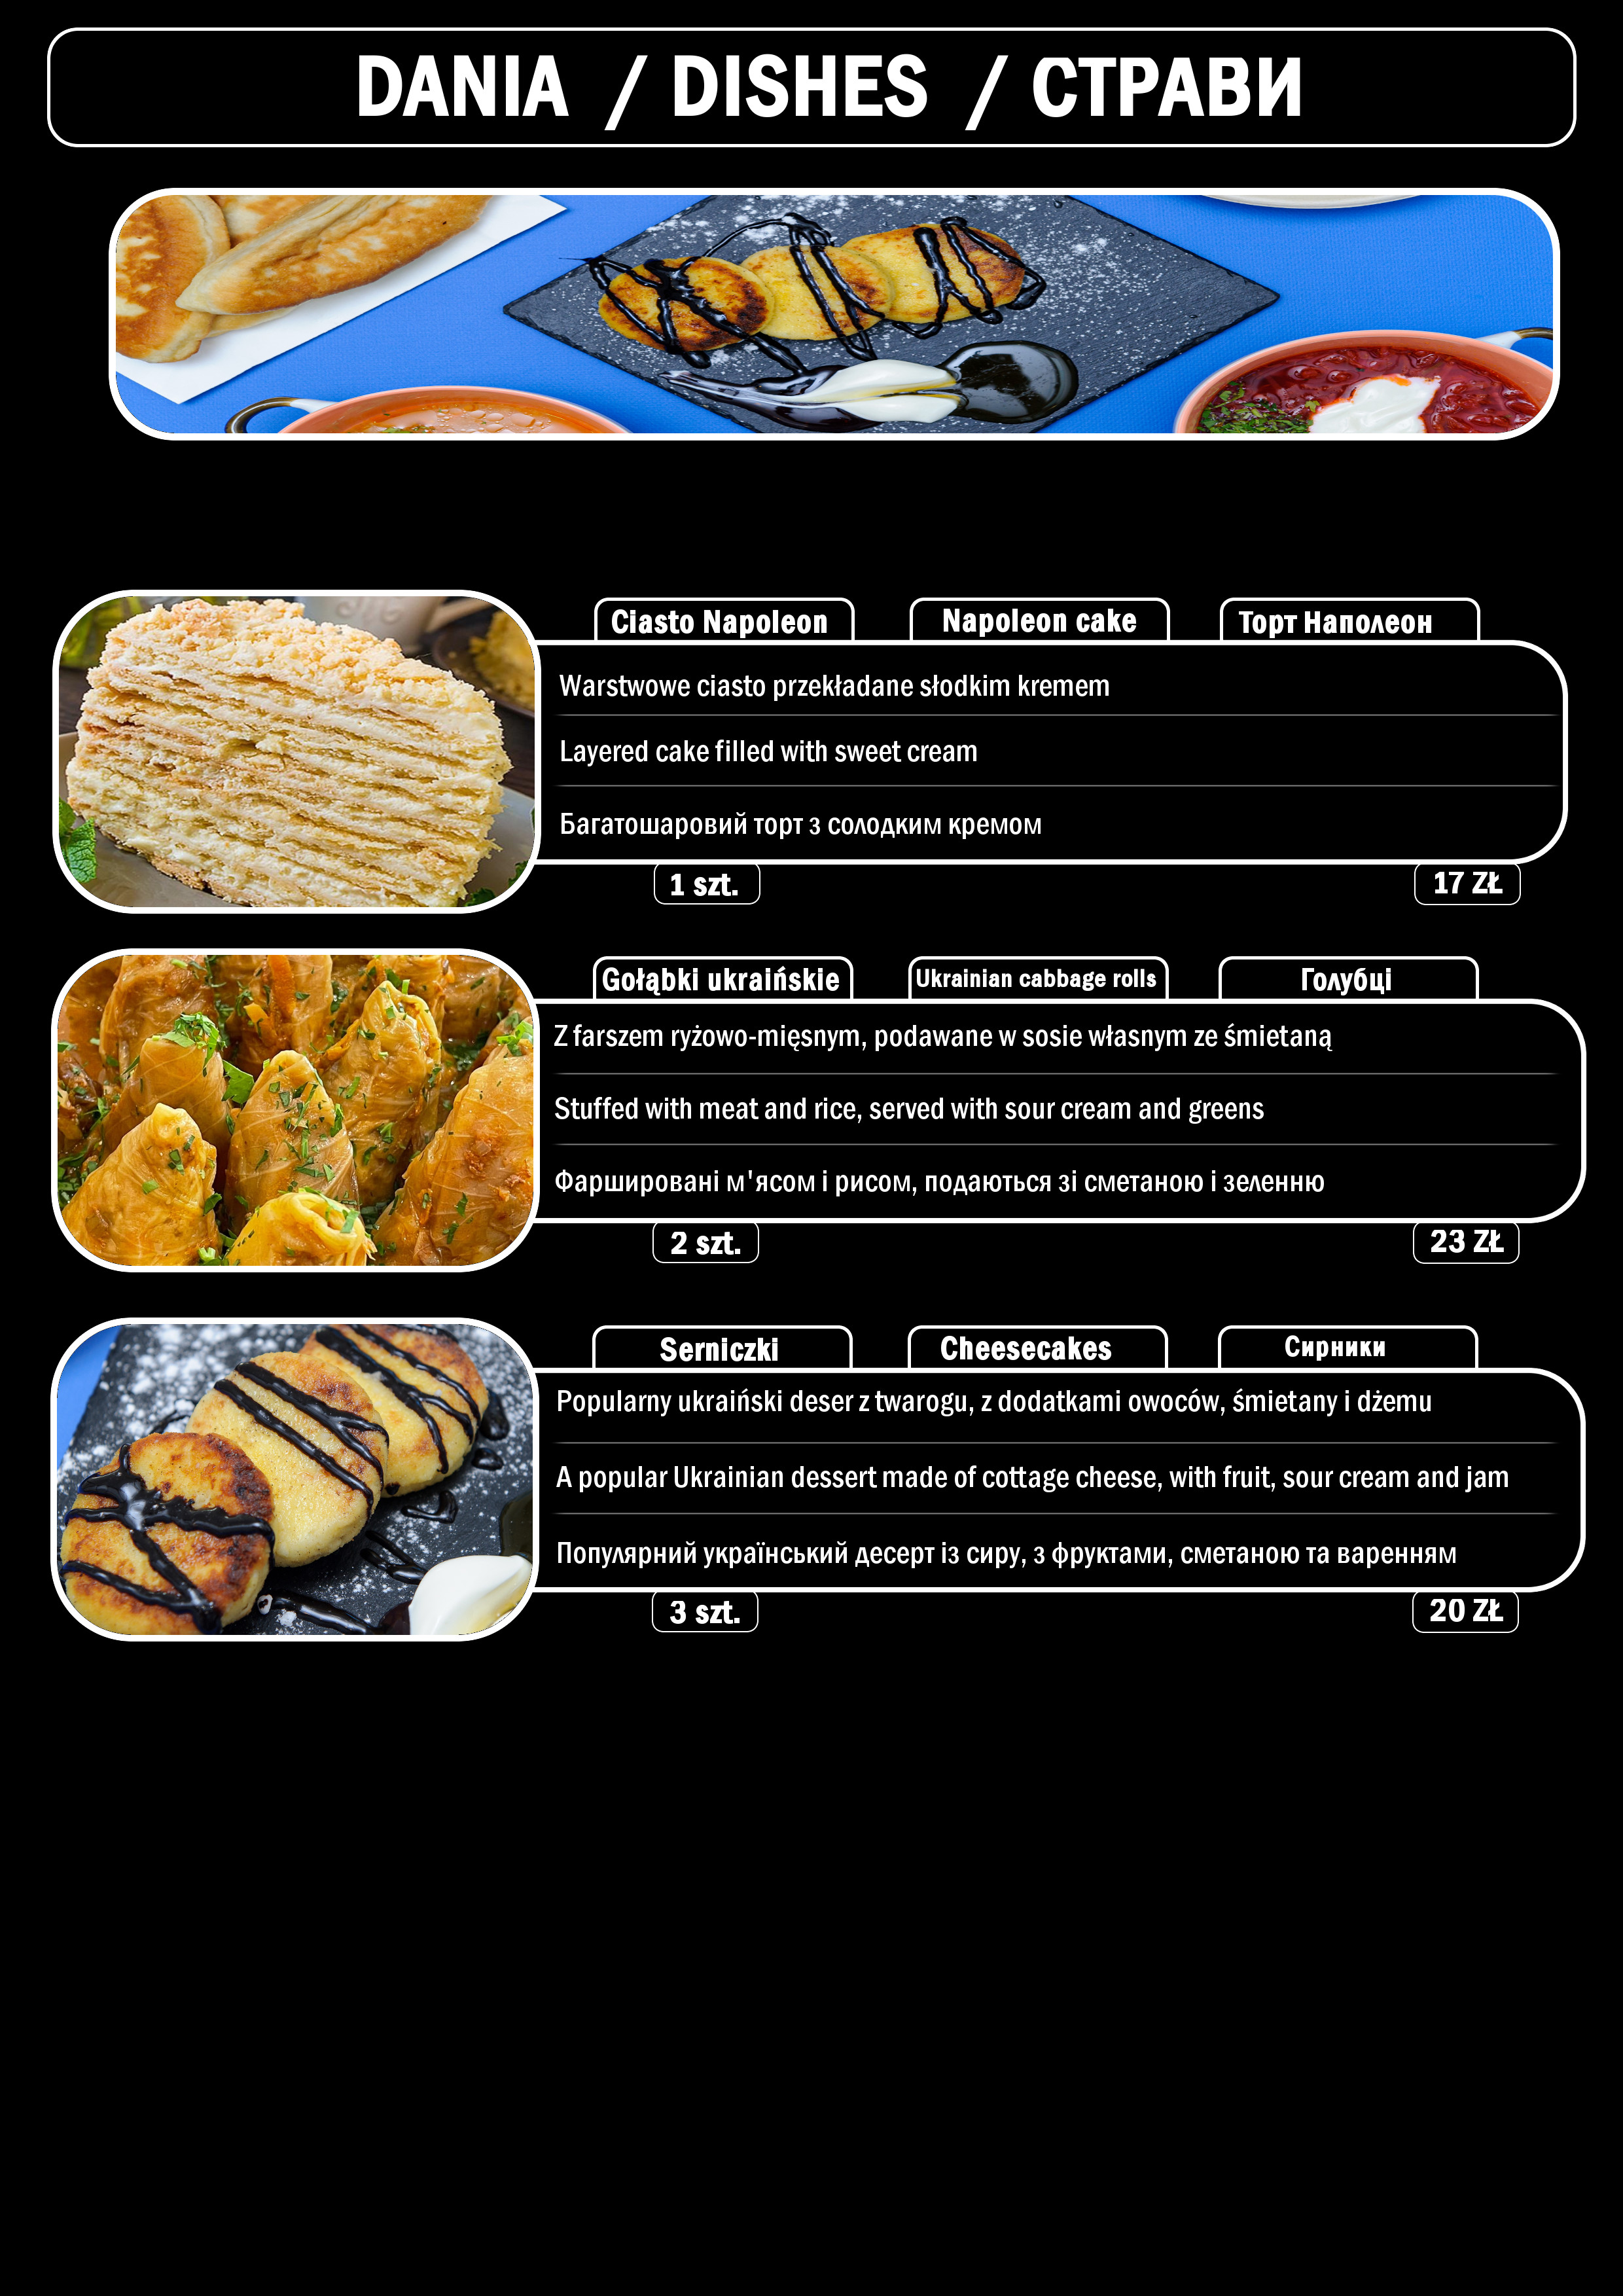 DANIA / DISHES / СТРАВИ
Ciasto Napoleon
Napoleon cake
Торт Наполеон
Warstwowe ciasto przekładane słodkim kremem
Layered cake filled with sweet cream
Багатошаровий торт з солодким кремом
1 szt.
17 ZŁ
Gołąbki ukraińskie
Ukrainian cabbage rolls
Голубці
Z farszem ryżowo-mięsnym, podawane w sosie własnym ze śmietaną
Stuffed with meat and rice, served with sour cream and greens
Фаршировані м'ясом і рисом, подаються зі сметаною і зеленню
2 szt.
23 ZŁ
Serniczki
Cheesecakes
Сирники
Popularny ukraiński deser z twarogu, z dodatkami owoców, śmietany i dżemu
A popular Ukrainian dessert made of cottage cheese, with fruit, sour cream and jam
Популярний український десерт із сиру, з фруктами, сметаною та варенням
3 szt.
20 ZŁ